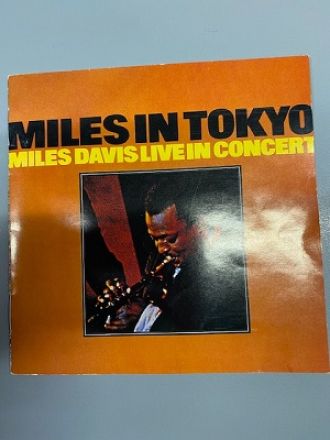 MILES IN TOKYO
MILES DAVIS LIVE IN CONCERT